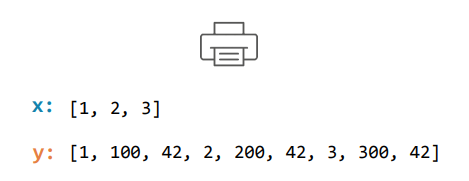 x: [1, 2, 3]
y: [1, 100, 42, 2, 200, 42, 3, 300, 42]